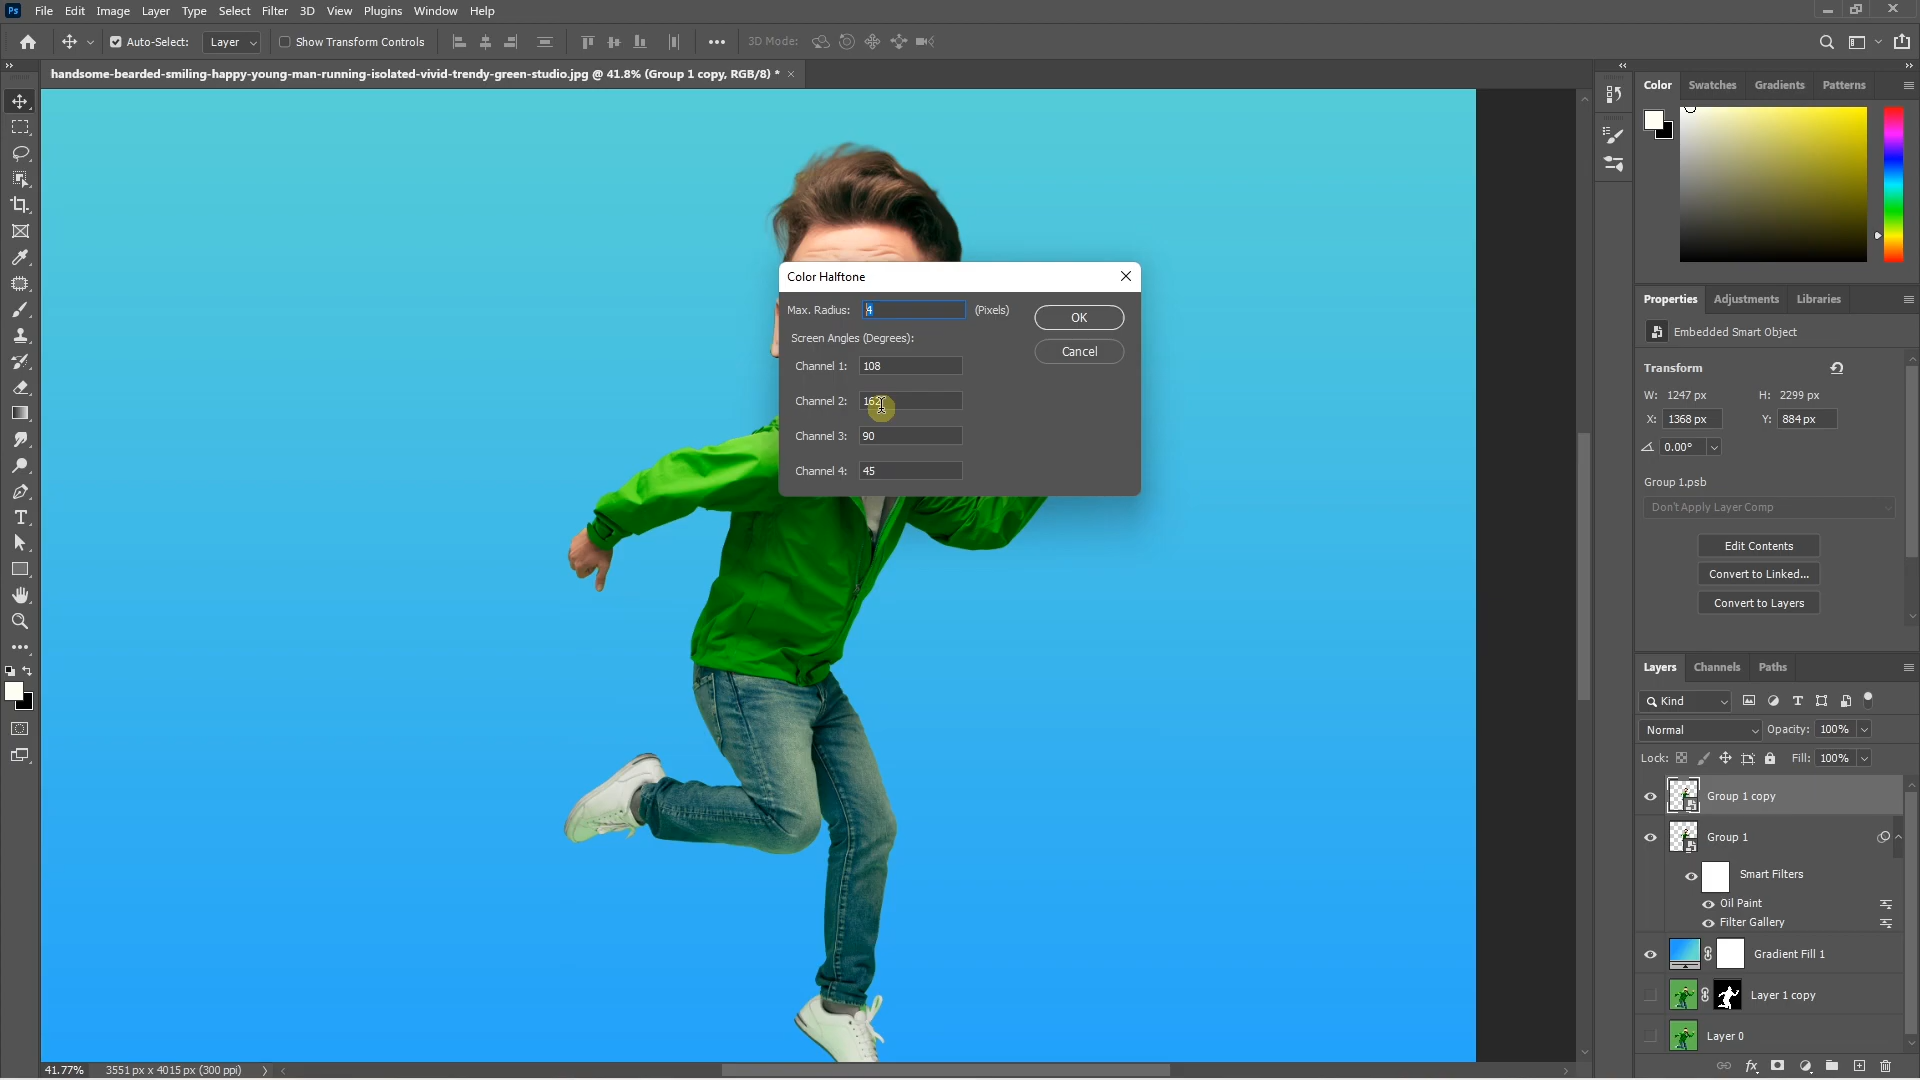 Ps File Edit Image Layer Type Select Filter 3D View Plugins Window Help
Auto-Select: Layer Show Transform Controls 3D Mode:
handsome-bearded-smiling-happy-young-man-running-isolated-vivid-trendy-green-studio.jpg @ 41.8% (Group 1 copy, RGB/8) *
Color Swatches Gradients Patterns
Color Halftone
Max. Radius: 4 (Pixels) OK
Screen Angles (Degrees):
Cancel
Channel 1: 108
Channel 2: 162
Channel 3: 90
Channel 4: 45
Properties Adjustments Libraries
Embedded Smart Object
Transform
W: 1247 px H: 2299 px
X: 1368 px Y: 884 px
0.00°
Group 1.psb
Don't Apply Layer Comp
Edit Contents
Convert to Linked...
Convert to Layers
Layers Channels Paths
Kind
Normal Opacity: 100%
Lock: Fill: 100%
Group 1 copy
Group 1
Smart Filters
Oil Paint
Filter Gallery
Gradient Fill 1
Layer 1 copy
Layer 0
41.77% 3551 px x 4015 px (300 ppi)